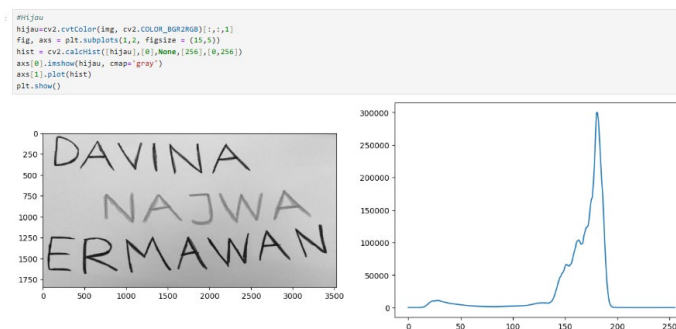 #Hijau
hijau=cv2.cvtColor(img, cv2.COLOR_BGR2RGB)[:,:,1]
fig, axs = plt.subplots(1,2, figsize = (15,5))
hist = cv2.calcHist([hijau],[0],None,[256],[0,256])
axs[0].imshow(hijau, cmap='gray')
axs[1].plot(hist)
plt.show()
0
250
500
750
1000
1250
1500
1750
0 500 1000 1500 2000 2500 3000 3500
DAVINA
NAJWA
ERMAWAN
300000
250000
200000
150000
100000
50000
0
0 50 100 150 200 250